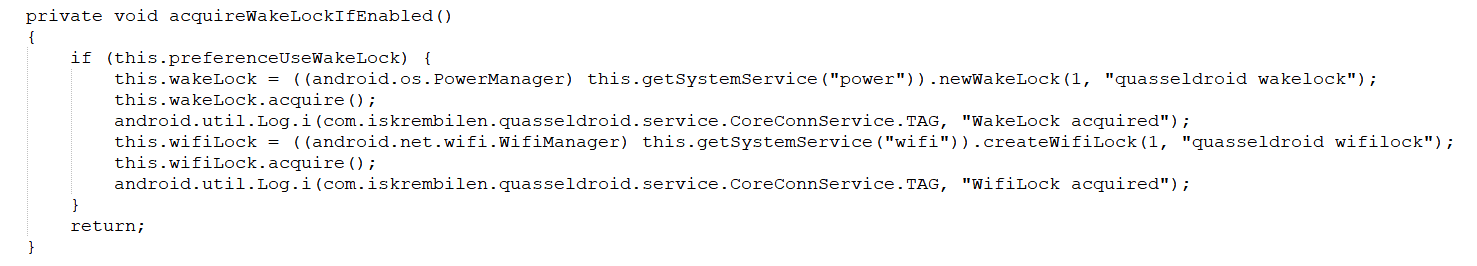 private void acquireWakeLockIfEnabled()
{
    if (this.preferenceUseWakeLock) {
        this.wakeLock = ((android.os.PowerManager) this.getSystemService("power")).newWakeLock(1, "quasseldroid wakelock");
        this.wakeLock.acquire();
        android.util.Log.i(com.iskrembilen.quasseldroid.service.CoreConnService.TAG, "WakeLock acquired");
        this.wifiLock = ((android.net.wifi.WifiManager) this.getSystemService("wifi")).createWifiLock(1, "quasseldroid wifilock");
        this.wifiLock.acquire();
        android.util.Log.i(com.iskrembilen.quasseldroid.service.CoreConnService.TAG, "WifiLock acquired");
    }
    return;
}